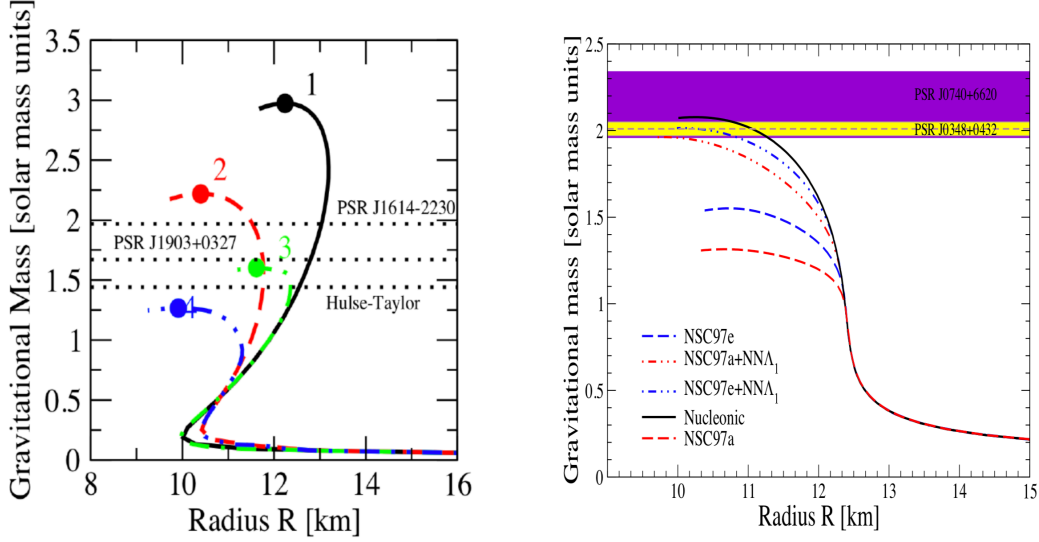 Gravitational Mass [solar mass units]
3.5
3
2.5
2
1.5
1
0.5
0
1
2
3
4
PSR J1614-2230
PSR J1903+0327
Hulse-Taylor
8
10
12
14
16
Radius R [km]
Gravitational mass [solar mass units]
2.5
2
1.5
1
0.5
0
PSR J0740+6620
PSR J0348+0432
NSC97e
NSC97a+NNΛ1
NSC97e+NNΛ1
Nucleonic
NSC97a
10
11
12
13
14
15
Radius R [km]